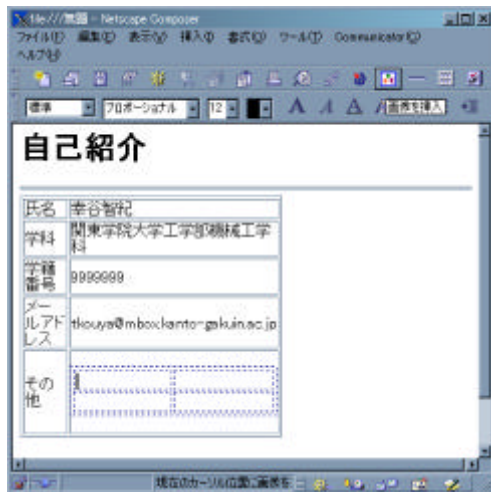 file:///無題 - Netscape Composer
ファイル(F) 編集(E) 表示(V) 挿入(I) 書式(O) ツール(T) Communicator(C)
ヘルプ(H)
標準 プロポーショナル 12 画像を挿入
自己紹介
氏名 幸谷智紀
学科 関東学院大学工学部機械工学
科
学籍
番号 9999999
メー
ルアド
レス tkouya@mbox.kanto-gakuin.ac.jp
その
他
現在のカーソル位置に画像を